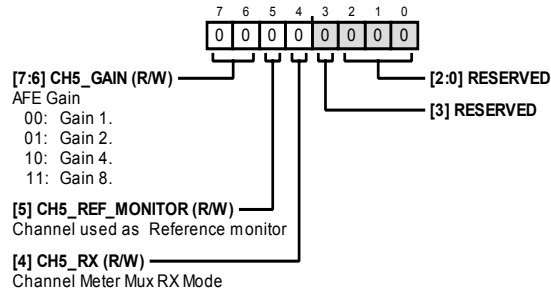 7 6 5 4 3 2 1 0
0 0 0 0 0 0 0 0
[7:6] CH5_GAIN (R/W)
AFE Gain
00: Gain 1.
01: Gain 2.
10: Gain 4.
11: Gain 8.
[5] CH5_REF_MONITOR (R/W)
Channel used as Reference monitor
[4] CH5_RX (R/W)
Channel Meter Mux RX Mode
[2:0] RESERVED
[3] RESERVED